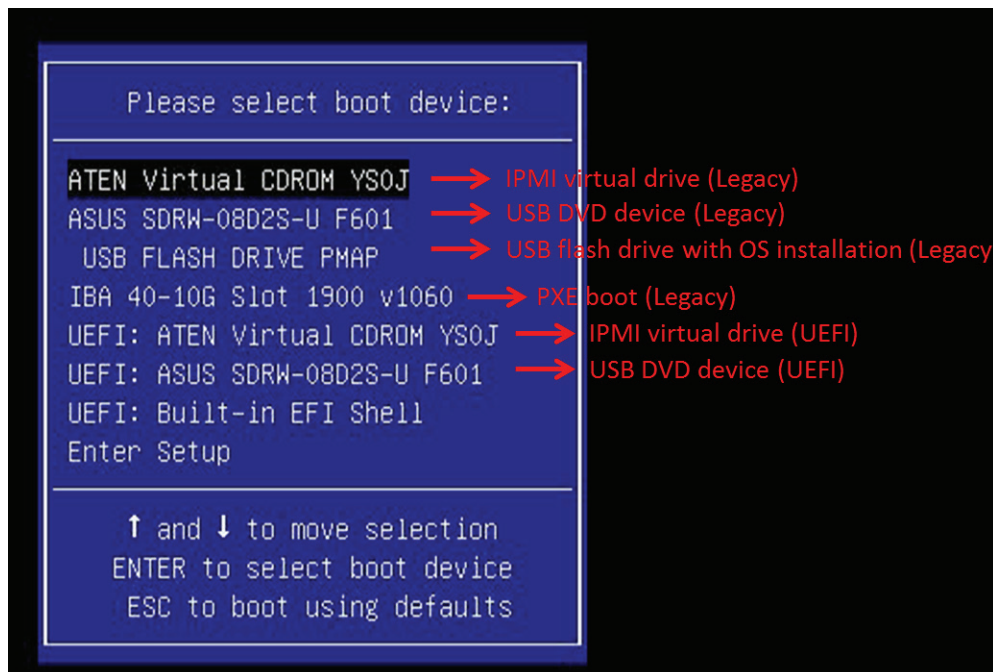 Please select boot device:
ATEN Virtual CDROM YS0J → IPMI virtual drive (Legacy)
ASUS SDRW-08D2S-U F601 → USB DVD device (Legacy)
USB FLASH DRIVE PMAP → USB flash drive with OS installation (Legacy
IBA 40-10G Slot 1900 v1060 → PXE boot (Legacy)
UEFI: ATEN Virtual CDROM YS0J → IPMI virtual drive (UEFI)
UEFI: ASUS SDRW-08D2S-U F601 → USB DVD device (UEFI)
UEFI: Built-in EFI Shell
Enter Setup
↑ and ↓ to move selection
ENTER to select boot device
ESC to boot using defaults